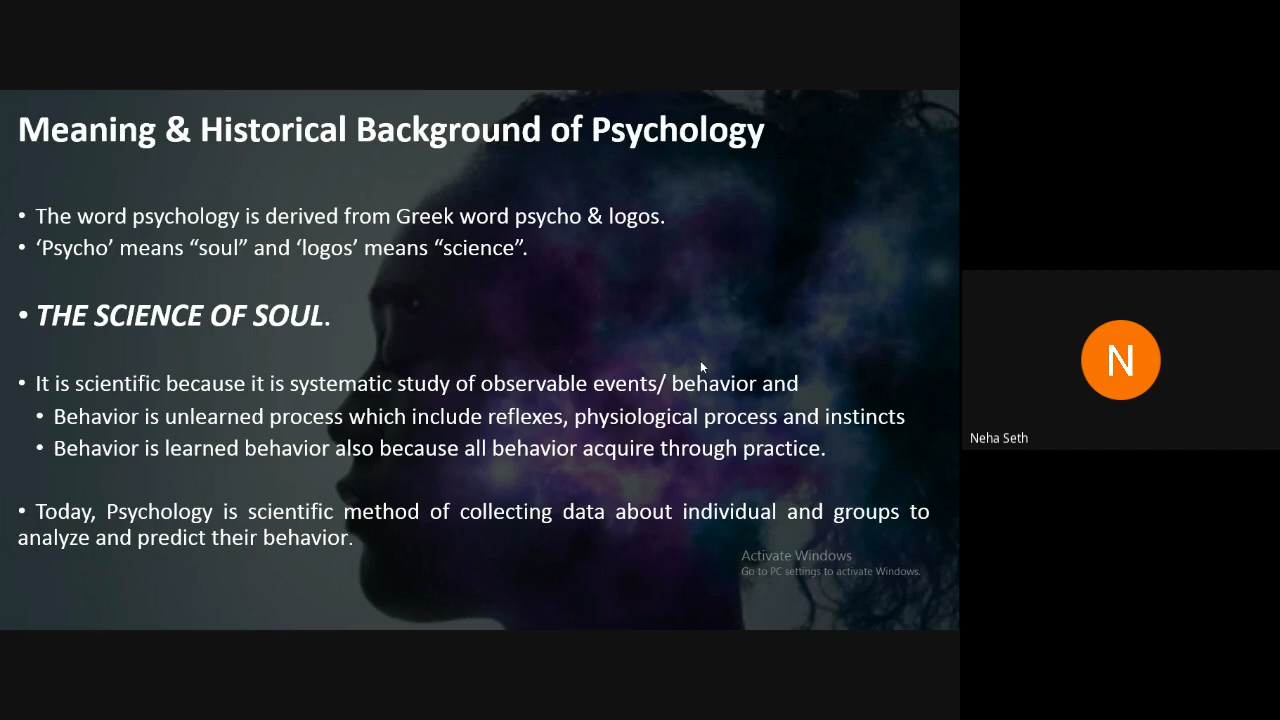 Meaning & Historical Background of Psychology
• The word psychology is derived from Greek word psycho & logos.
• ‘Psycho’ means “soul” and ‘logos’ means “science”.
• THE SCIENCE OF SOUL.
• It is scientific because it is systematic study of observable events/ behavior and
• Behavior is unlearned process which include reflexes, physiological process and instincts
• Behavior is learned behavior also because all behavior acquire through practice.
• Today, Psychology is scientific method of collecting data about individual and groups to
analyze and predict their behavior.
Activate Windows
Go to PC settings to activate Windows.
N
Neha Seth